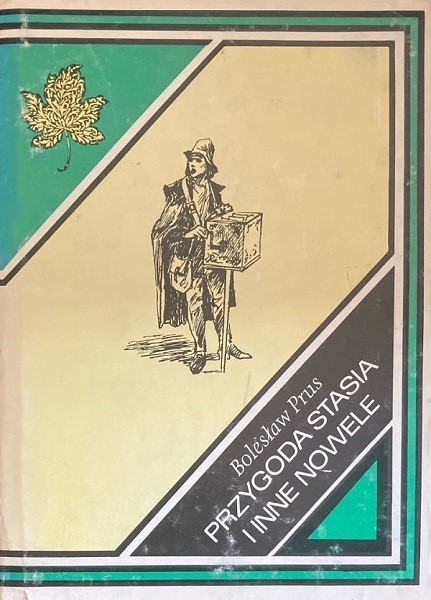 Bolesław Prus
PRZYGODA STASIA
I INNE NOWELE